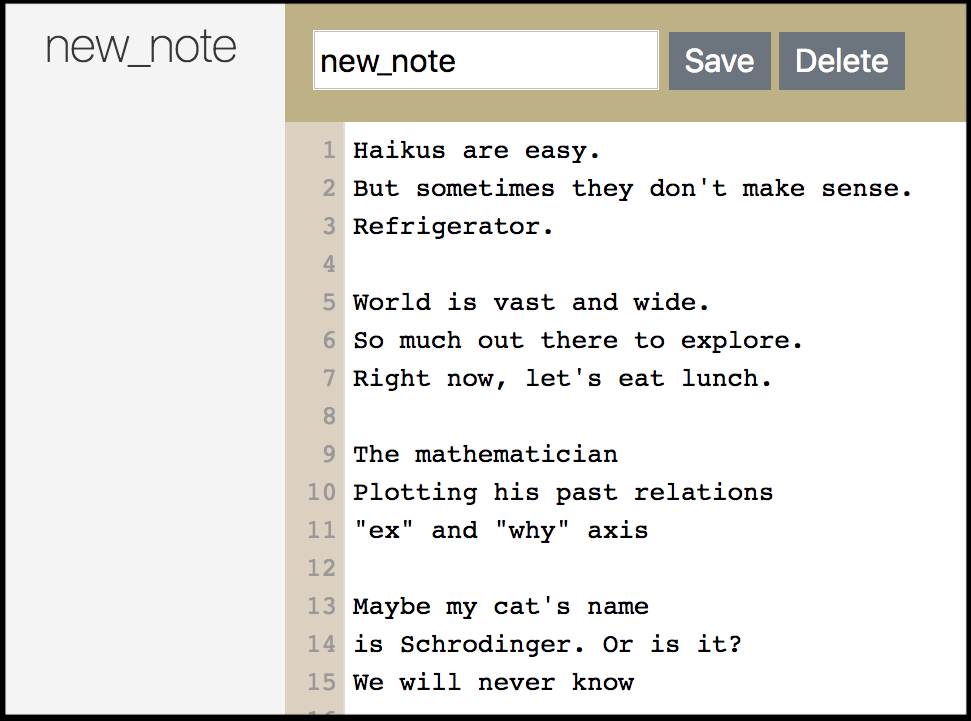 new_note
new_note Save Delete
1 Haikus are easy.
2 But sometimes they don't make sense.
3 Refrigerator.
4
5 World is vast and wide.
6 So much out there to explore.
7 Right now, let's eat lunch.
8
9 The mathematician
10 Plotting his past relations
11 "ex" and "why" axis
12
13 Maybe my cat's name
14 is Schrodinger. Or is it?
15 We will never know